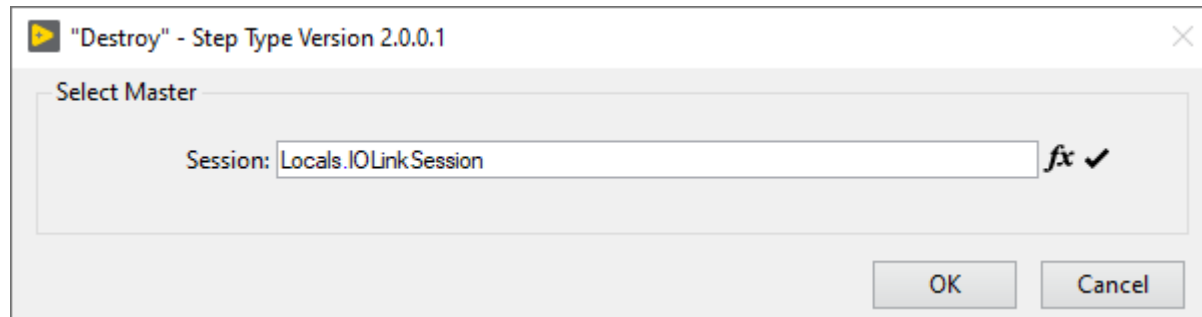 "Destroy" - Step Type Version 2.0.0.1
Select Master
Session: Locals.IOLinkSession fx
OK Cancel